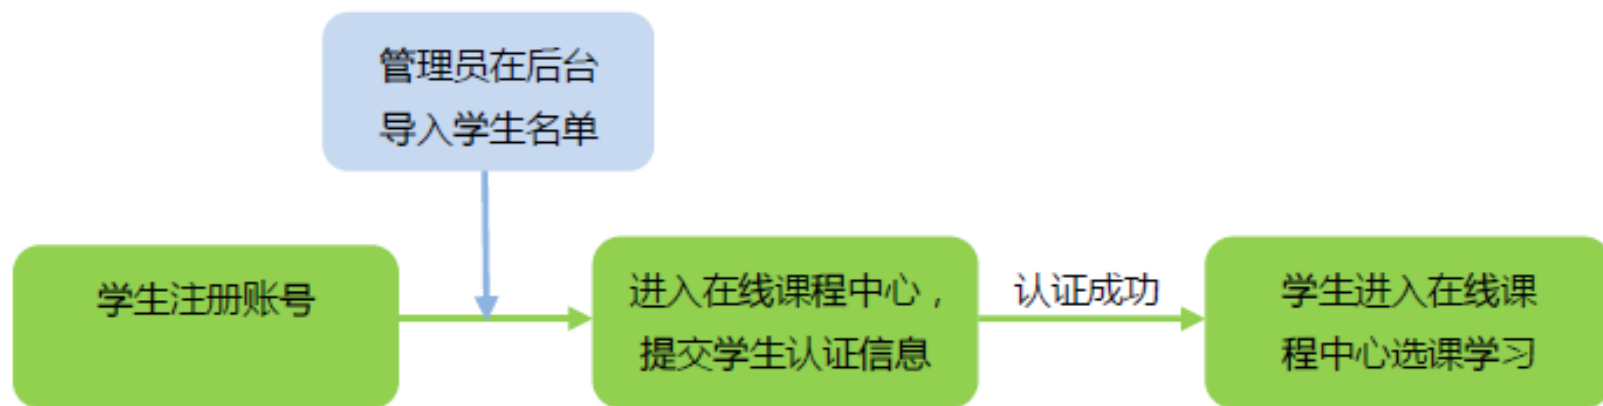 管理员在后台
导入学生名单
学生注册账号
进入在线课程中心，
提交学生认证信息
认证成功
学生进入在线课
程中心选课学习